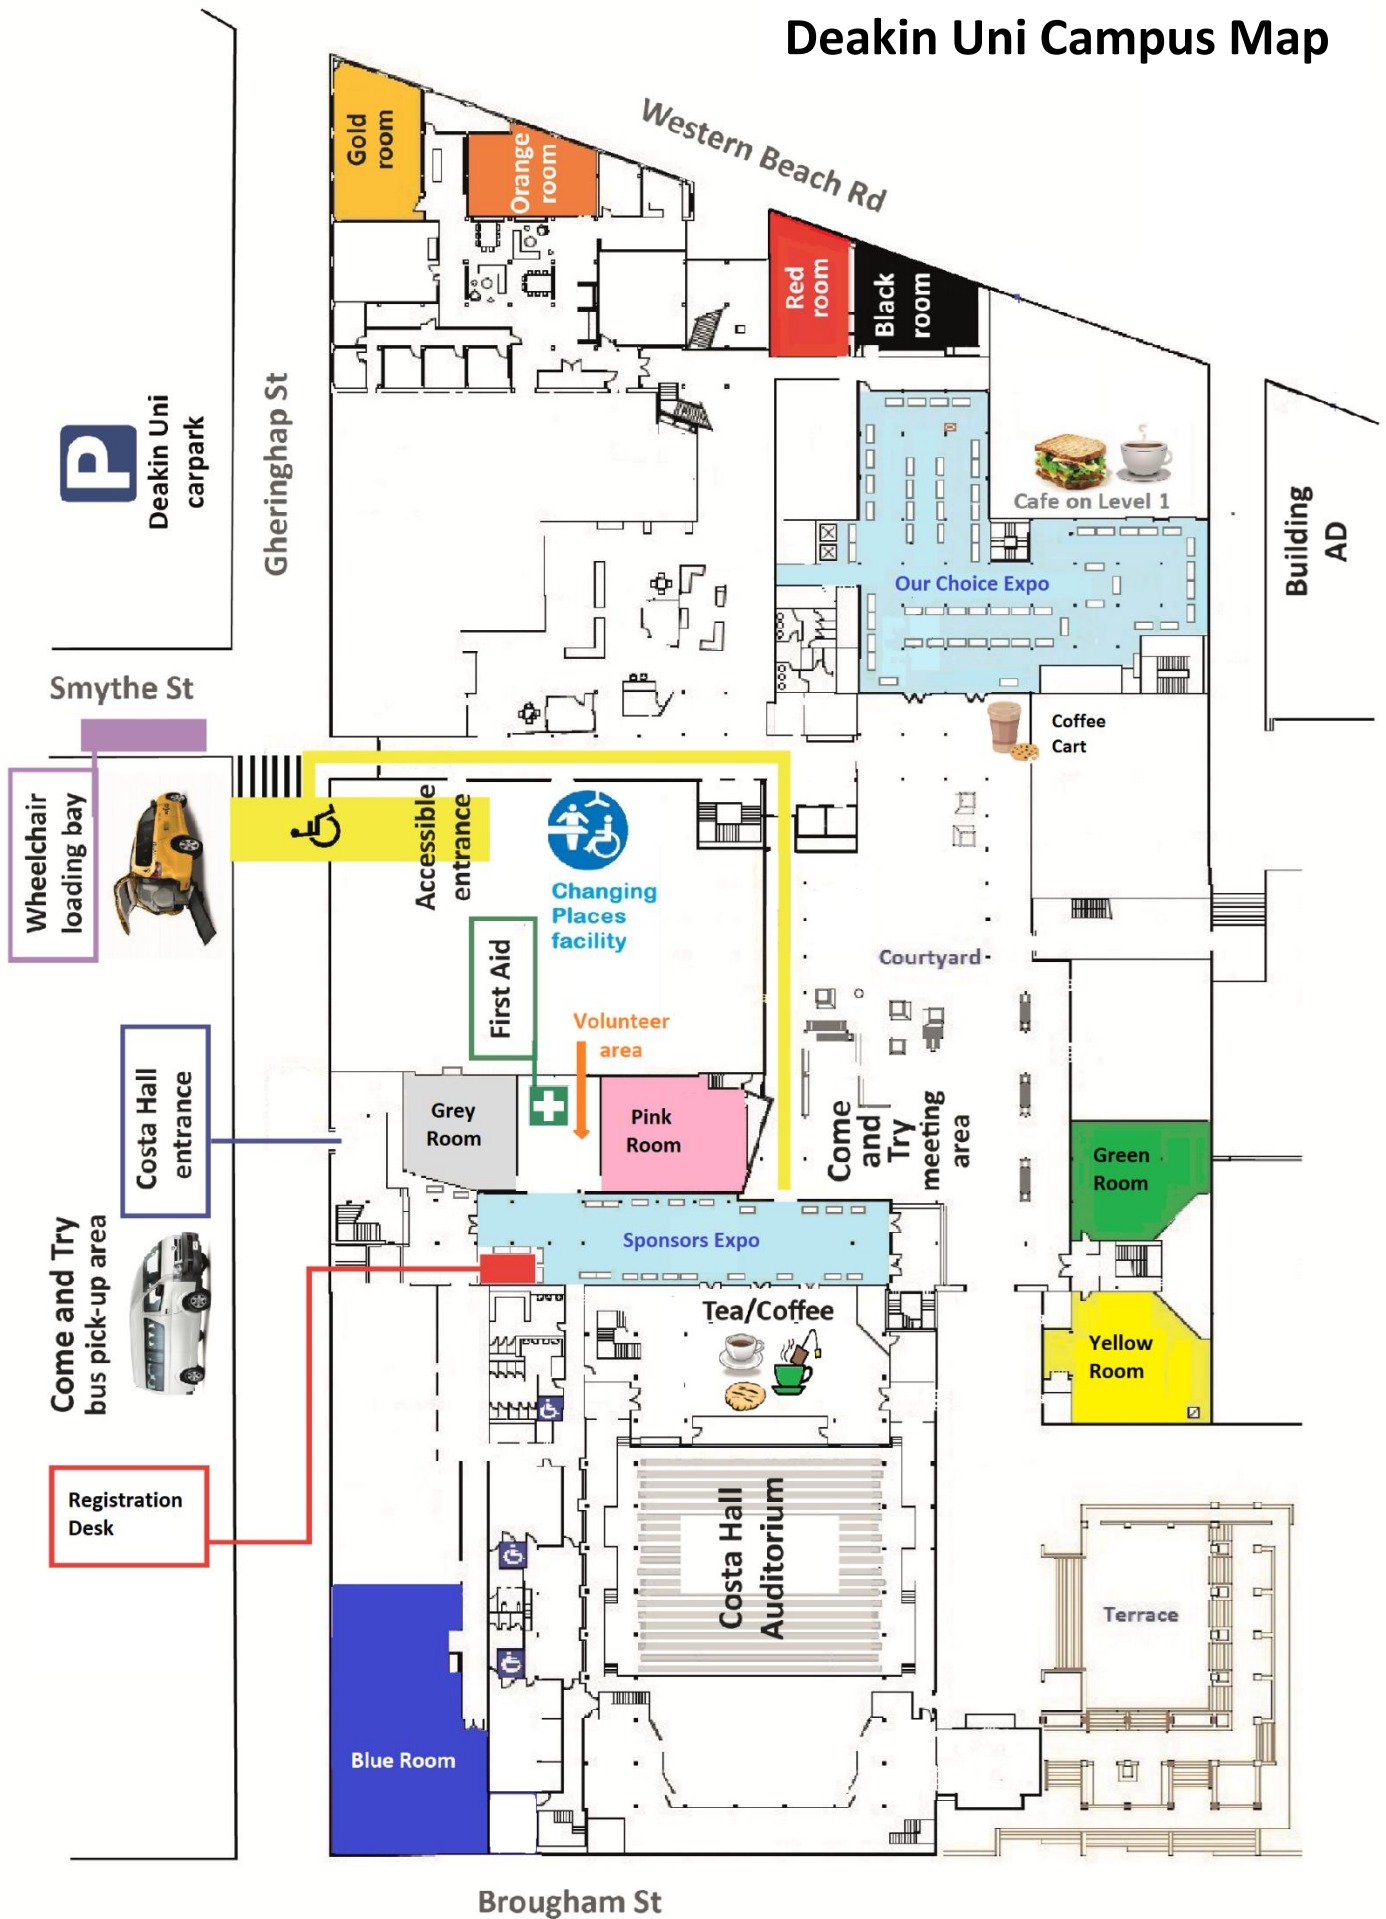 Deakin Uni Campus Map
Western Beach Rd
Gold
room
Orange
room
Red
room
Black
room
P
Deakin Uni
carpark
Gheringhap St
Cafe on Level 1
Building
AD
Our Choice Expo
Smythe St
Coffee
Cart
Wheelchair
loading bay
Accessible
entrance
Changing
Places
facility
First Aid
Volunteer
area
Courtyard
Costa Hall
entrance
Grey
Room
Pink
Room
Come
and
Try
meeting
area
Green
Room
Come and Try
bus pick-up area
Sponsors Expo
Tea/Coffee
Yellow
Room
Registration
Desk
Costa Hall
Auditorium
Terrace
Blue Room
Brougham St